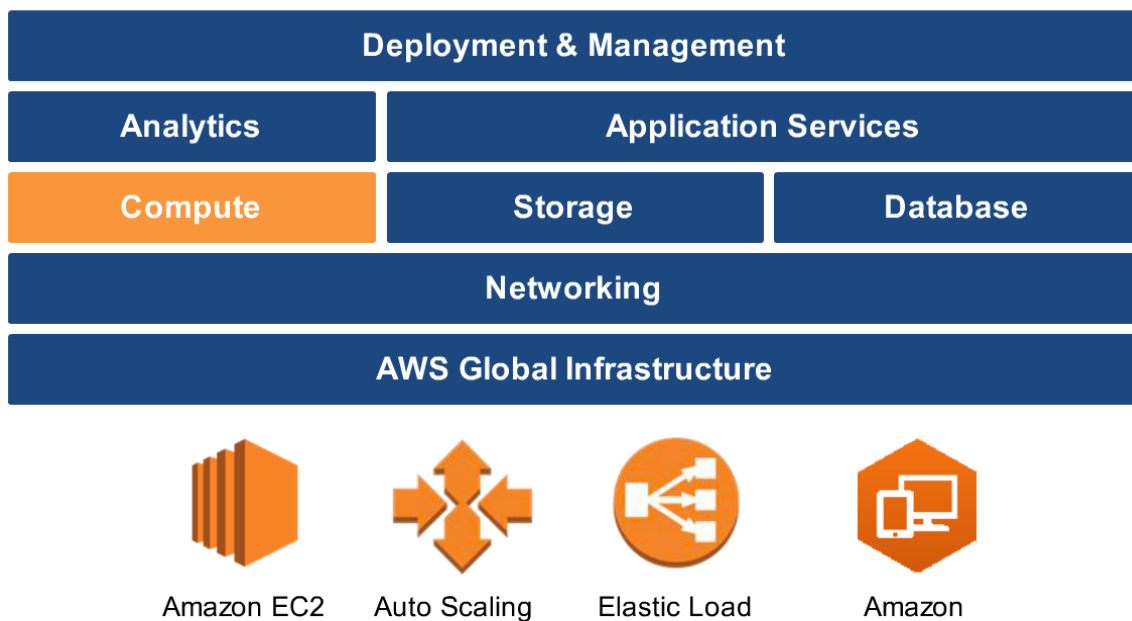 Deployment & Management
Analytics
Application Services
Compute
Storage
Database
Networking
AWS Global Infrastructure
Amazon EC2
Auto Scaling
Elastic Load
Amazon